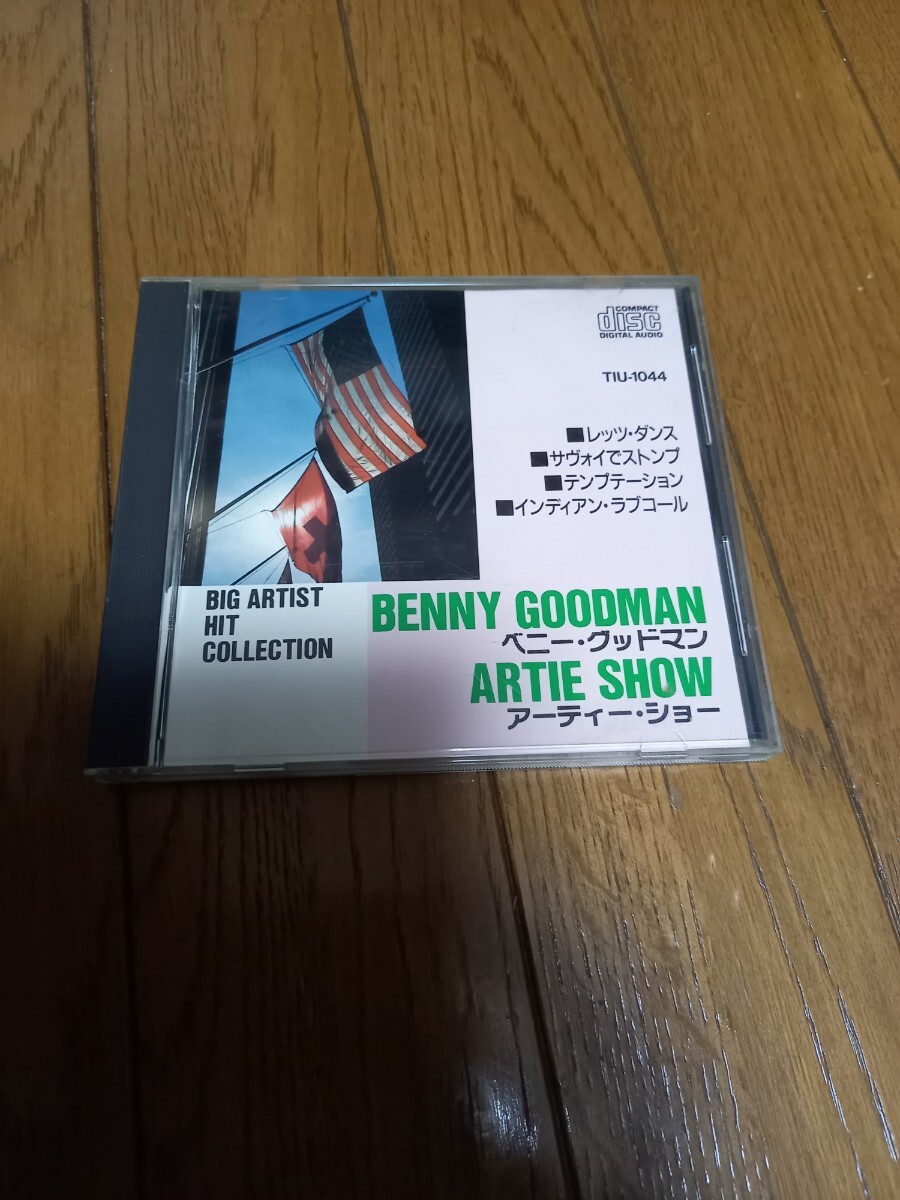 COMPACT
disc
DIGITAL AUDIO
TIU-1044
■レッツ・ダンス
■サヴォイでストンプ
■テンプテーション
■インディアン・ラブコール
BIG ARTIST
HIT
COLLECTION
BENNY GOODMAN
ベニー・グッドマン
ARTIE SHOW
アーティー・ショー